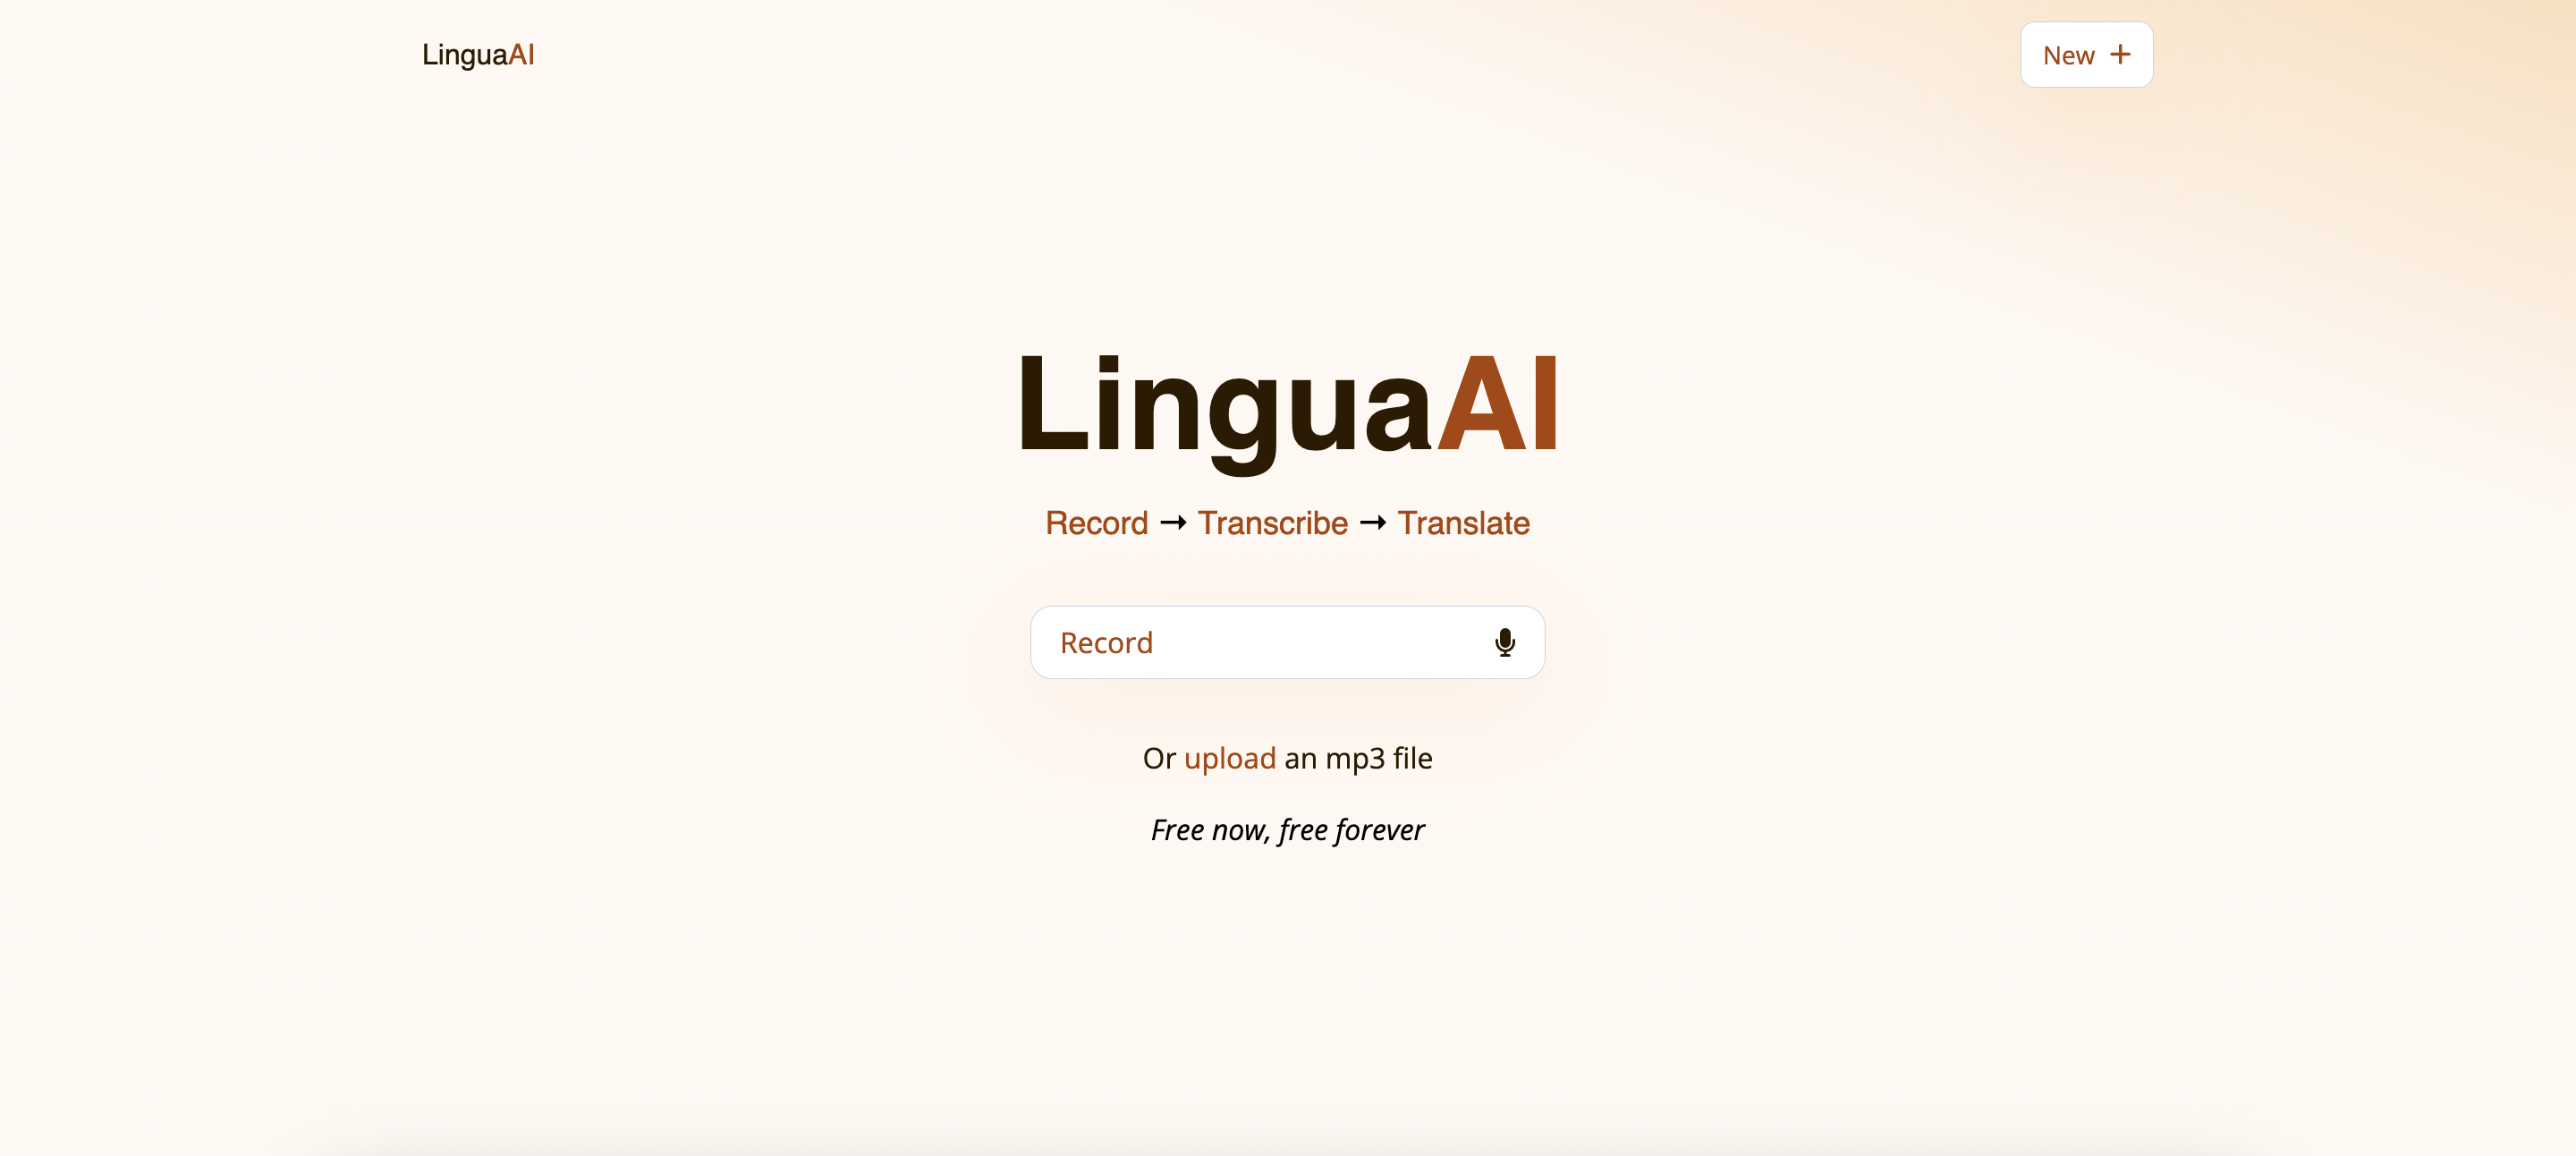 LinguaAI
New +
LinguaAI
Record → Transcribe → Translate
Record
Or upload an mp3 file
Free now, free forever